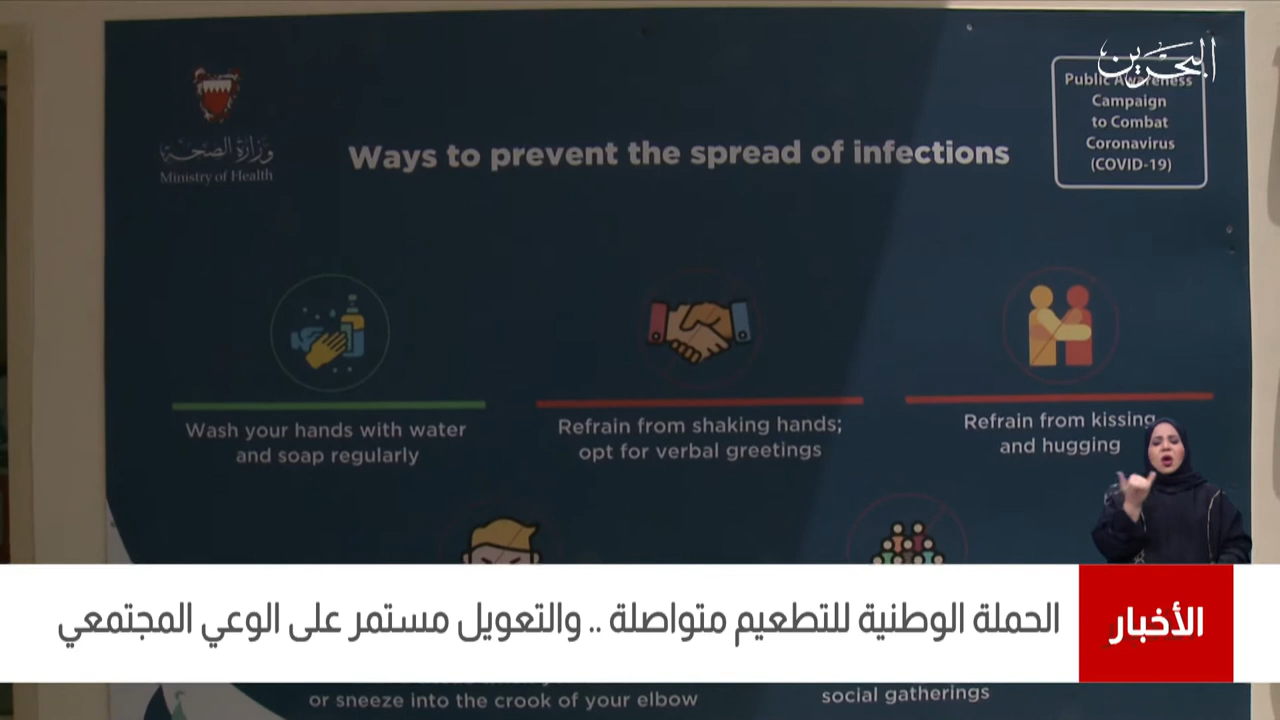 البحرين
Public Awareness
Campaign
to Combat
Coronavirus
(COVID-19)
وزارة الصحة
Ministry of Health
Ways to prevent the spread of infections
Wash your hands with water
and soap regularly
Refrain from shaking hands;
opt for verbal greetings
Refrain from kissing
and hugging
الأخبار
الحملة الوطنية للتطعيم متواصلة .. والتعويل مستمر على الوعي المجتمعي
or sneeze into the crook of your elbow
social gatherings